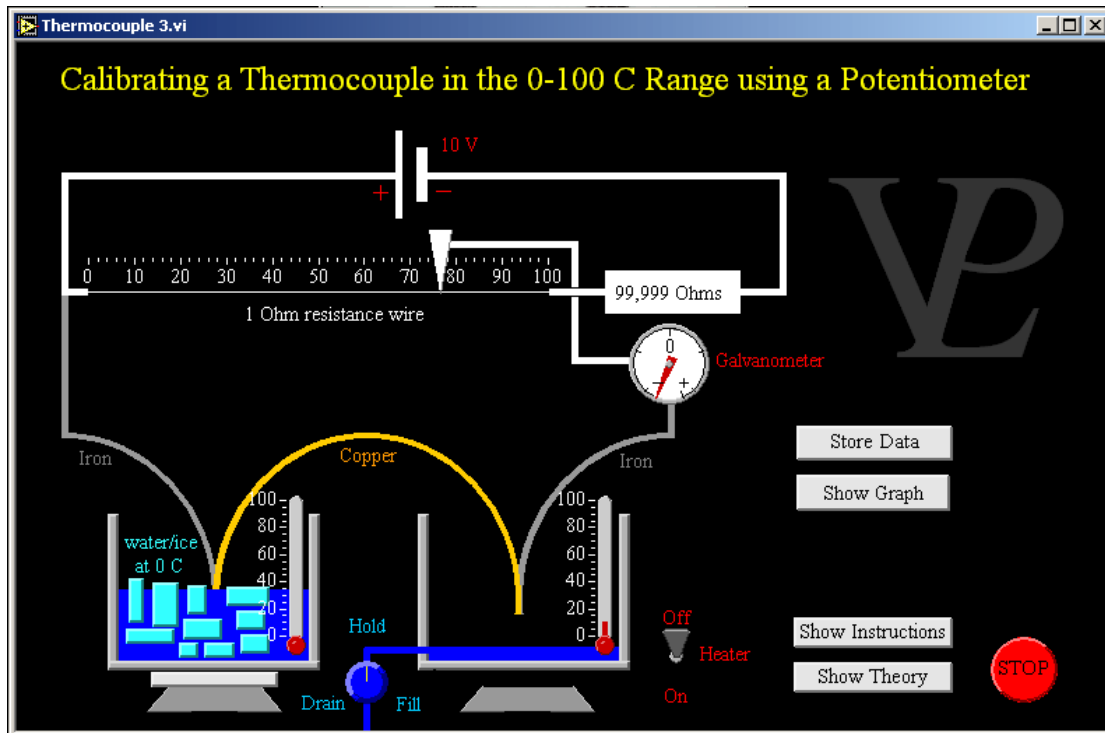 Thermocouple 3.vi
Calibrating a Thermocouple in the 0-100 C Range using a Potentiometer
10 V
+ −
0 10 20 30 40 50 60 70 80 90 100
1 Ohm resistance wire
99,999 Ohms
VPL
0
− +
Galvanometer
Iron
Copper
Iron
Store Data
Show Graph
water/ice
at 0 C
100
80
60
40
20
0
100
80
60
40
20
0
Hold
Drain
Fill
Off
Heater
On
Show Instructions
Show Theory
STOP